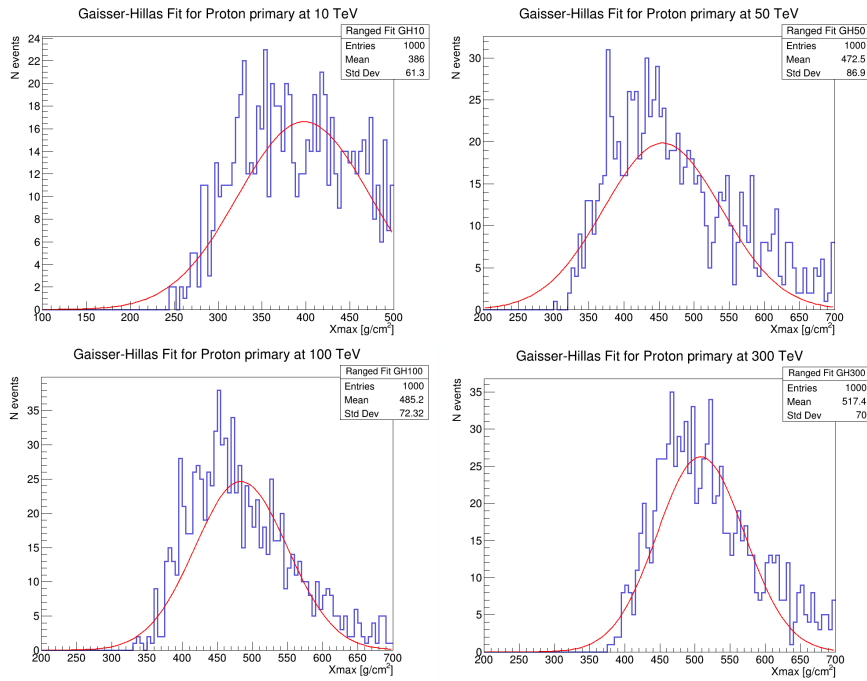 Gaisser-Hillas Fit for Proton primary at 10 TeV
N events
Ranged Fit GH10
Entries 1000
Mean 386
Std Dev 61.3
24
22
20
18
16
14
12
10
8
6
4
2
0
100 150 200 250 300 350 400 450 500
Xmax [g/cm²]
Gaisser-Hillas Fit for Proton primary at 50 TeV
N events
Ranged Fit GH50
Entries 1000
Mean 472.5
Std Dev 86.9
30
25
20
15
10
5
0
200 250 300 350 400 450 500 550 600 650 700
Xmax [g/cm²]
Gaisser-Hillas Fit for Proton primary at 100 TeV
N events
Ranged Fit GH100
Entries 1000
Mean 485.2
Std Dev 72.32
35
30
25
20
15
10
5
0
200 250 300 350 400 450 500 550 600 650 700
Xmax [g/cm²]
Gaisser-Hillas Fit for Proton primary at 300 TeV
N events
Ranged Fit GH300
Entries 1000
Mean 517.4
Std Dev 70
35
30
25
20
15
10
5
0
200 250 300 350 400 450 500 550 600 650 700
Xmax [g/cm²]